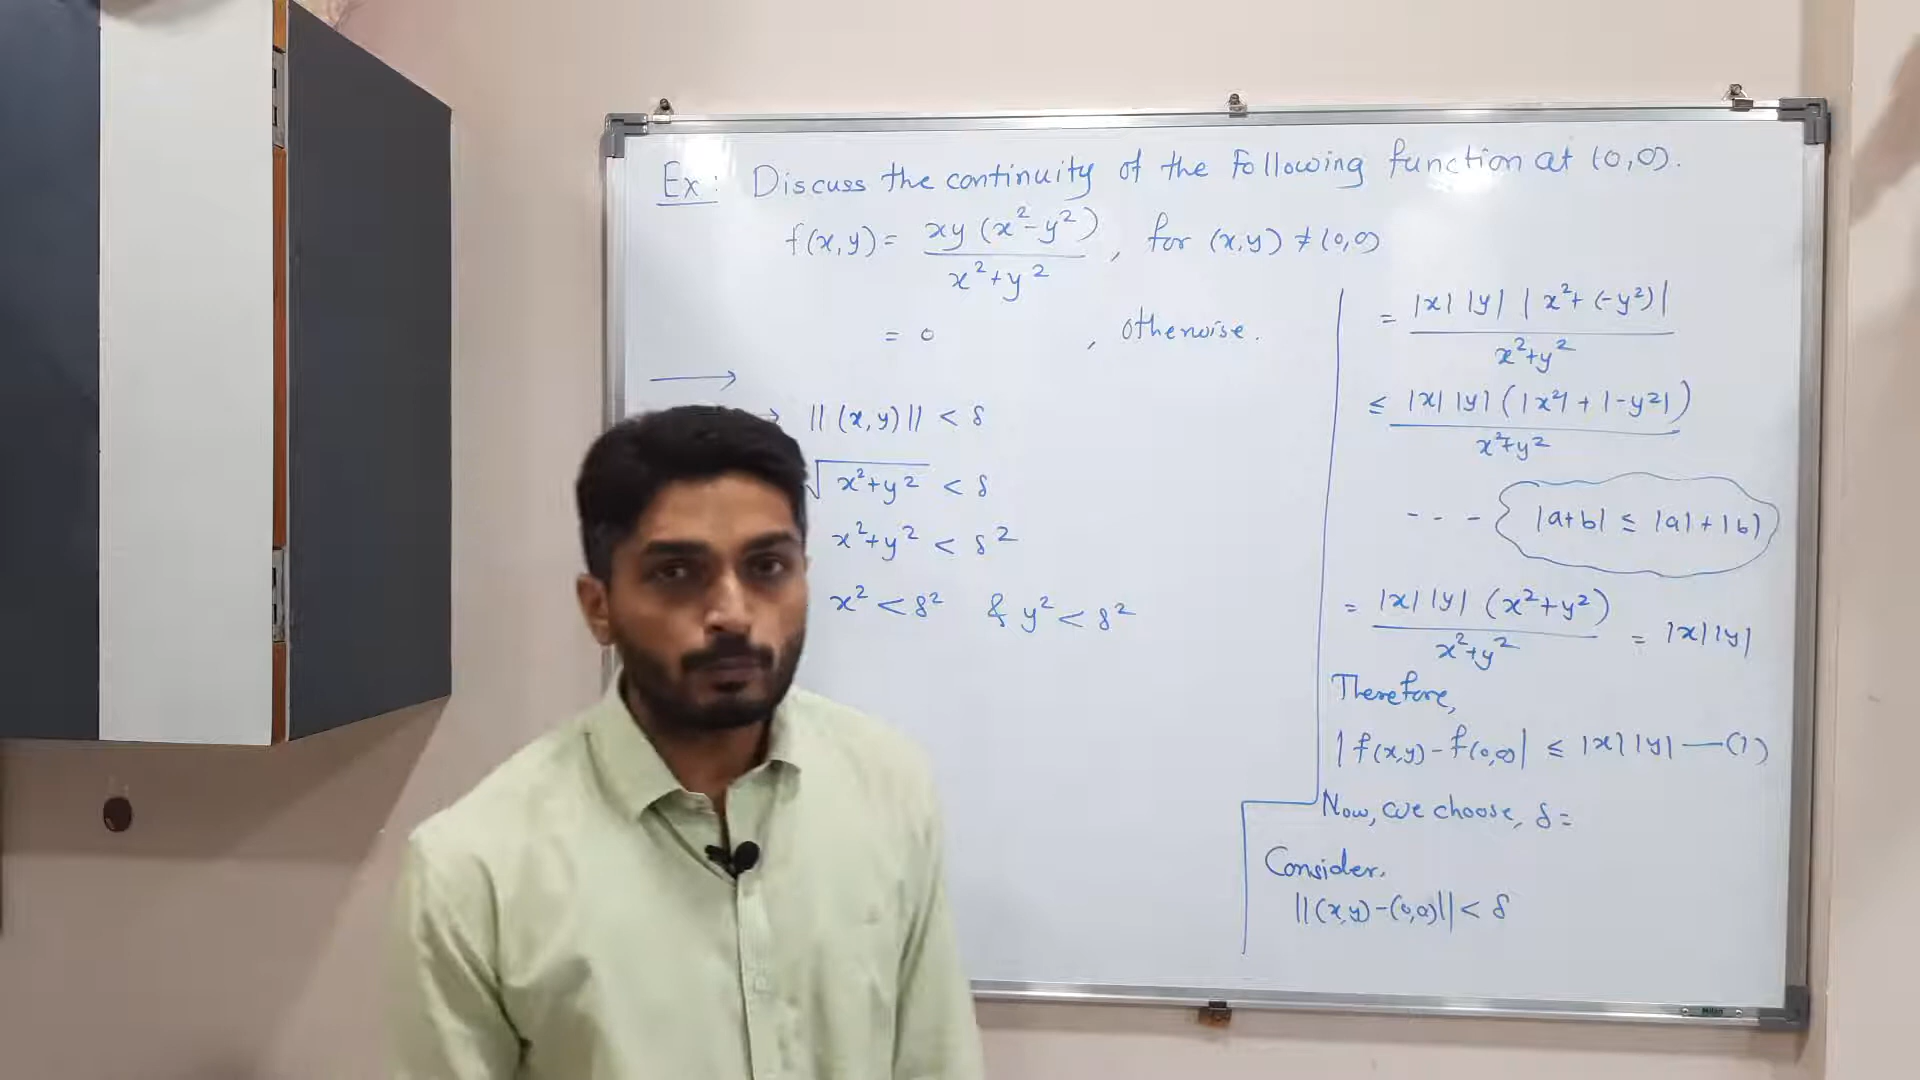 Ex: Discuss the continuity of the following function at (0,0).
f(x,y) = xy (x²-y²) / x²+y² , for (x,y) ≠ (0,0)
= 0 , otherwise.
→
→ ||(x,y)|| < δ
√x²+y² < δ
x²+y² < δ²
x² < δ² & y² < δ²
= |x| |y| | x² + (-y²)| / x²+y²
≤ |x| |y| (|x²| + |-y²|) / x²+y²
- - - |a+b| ≤ |a|+|b|
= |x| |y| (x²+y²) / x²+y² = |x||y|
Therefore,
|f(x,y) - f(0,0)| ≤ |x||y| —(1)
Now, we choose, δ =
Consider,
||(x,y)-(0,0)|| < δ